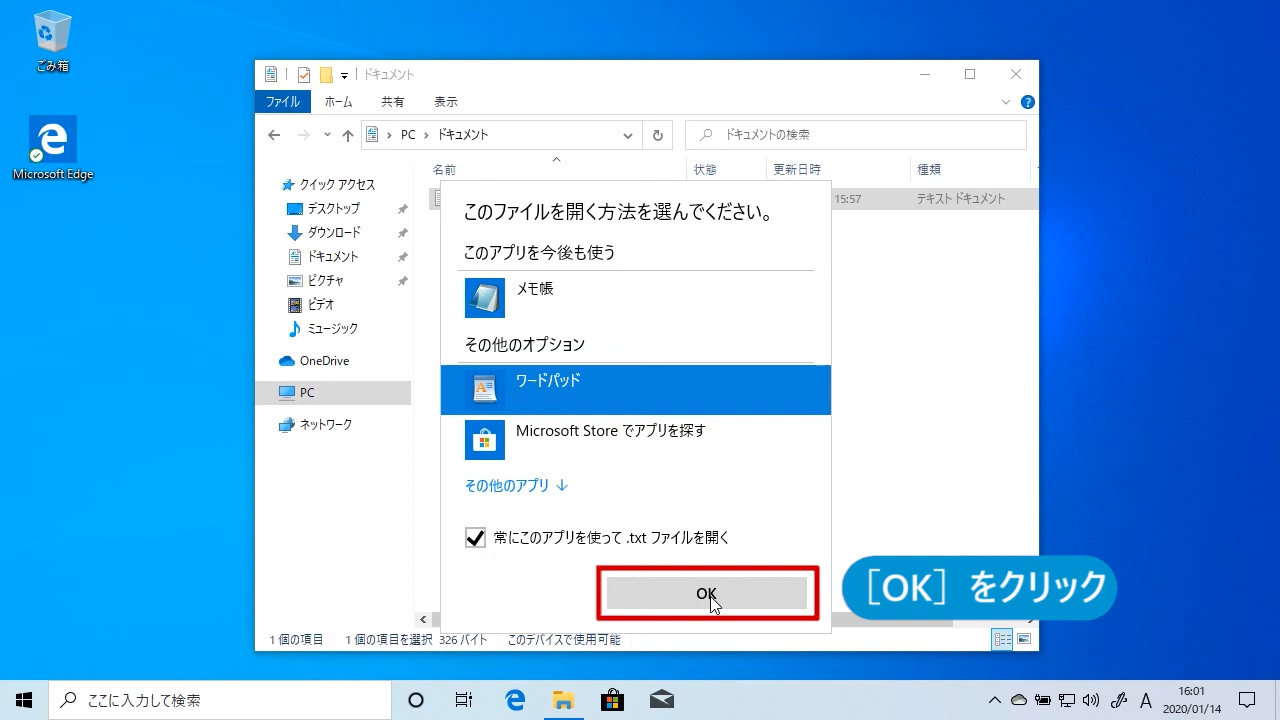 ごみ箱
Microsoft Edge
ドキュメント
ファイル ホーム 共有 表示
PC ドキュメント
ドキュメントの検索
名前 状態 更新日時 種類
クイック アクセス
デスクトップ
ダウンロード
ドキュメント
ピクチャ
ビデオ
ミュージック
OneDrive
PC
ネットワーク
15:57 テキスト ドキュメント
このファイルを開く方法を選んでください。
このアプリを今後も使う
メモ帳
その他のオプション
ワードパッド
Microsoft Store でアプリを探す
その他のアプリ ↓
常にこのアプリを使って .txt ファイルを開く
OK
［OK］をクリック
1 個の項目 1 個の項目を選択 326 バイト このデバイスで使用可能
ここに入力して検索
A
16:01
2020/01/14